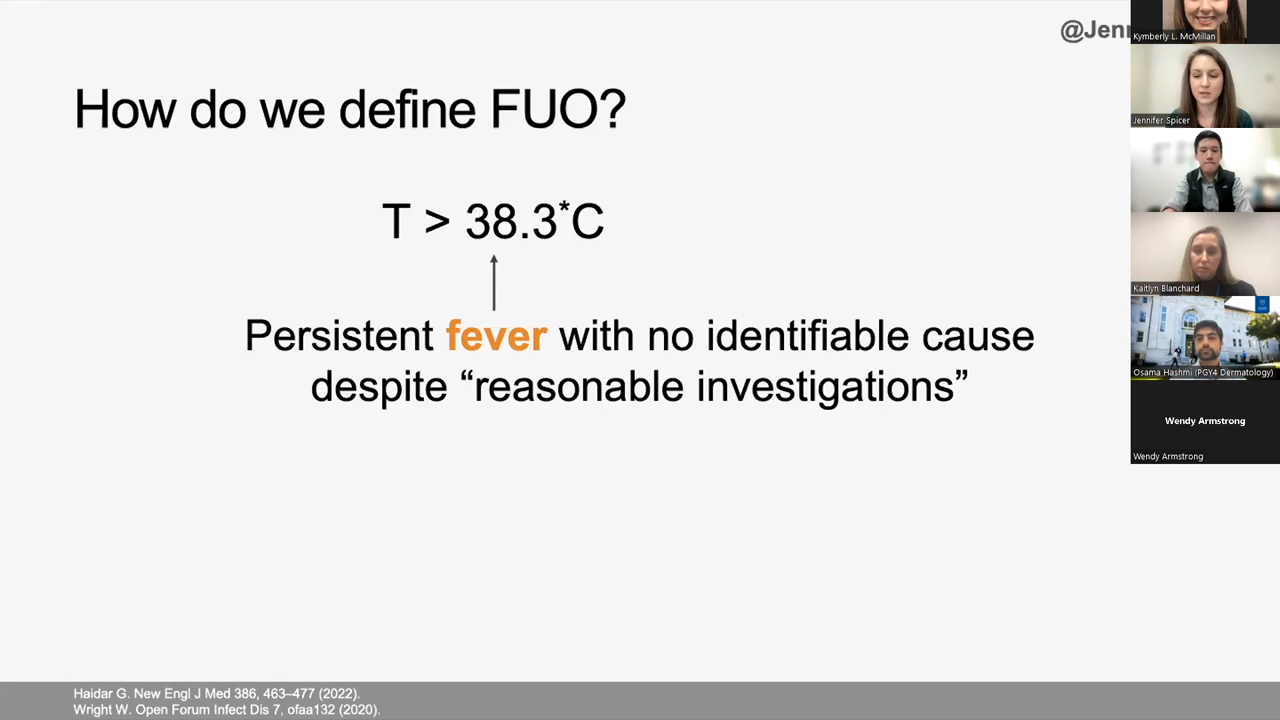 @Jenn
How do we define FUO?
T > 38.3*C
Persistent fever with no identifiable cause
despite “reasonable investigations”
Haidar G. New Engl J Med 386, 463–477 (2022).
Wright W. Open Forum Infect Dis 7, ofaa132 (2020).
Kymberly L. McMillan
Jennifer Spicer
Kaitlyn Blanchard
Osama Hashmi (PGY4 Dermatology)
Wendy Armstrong
Wendy Armstrong